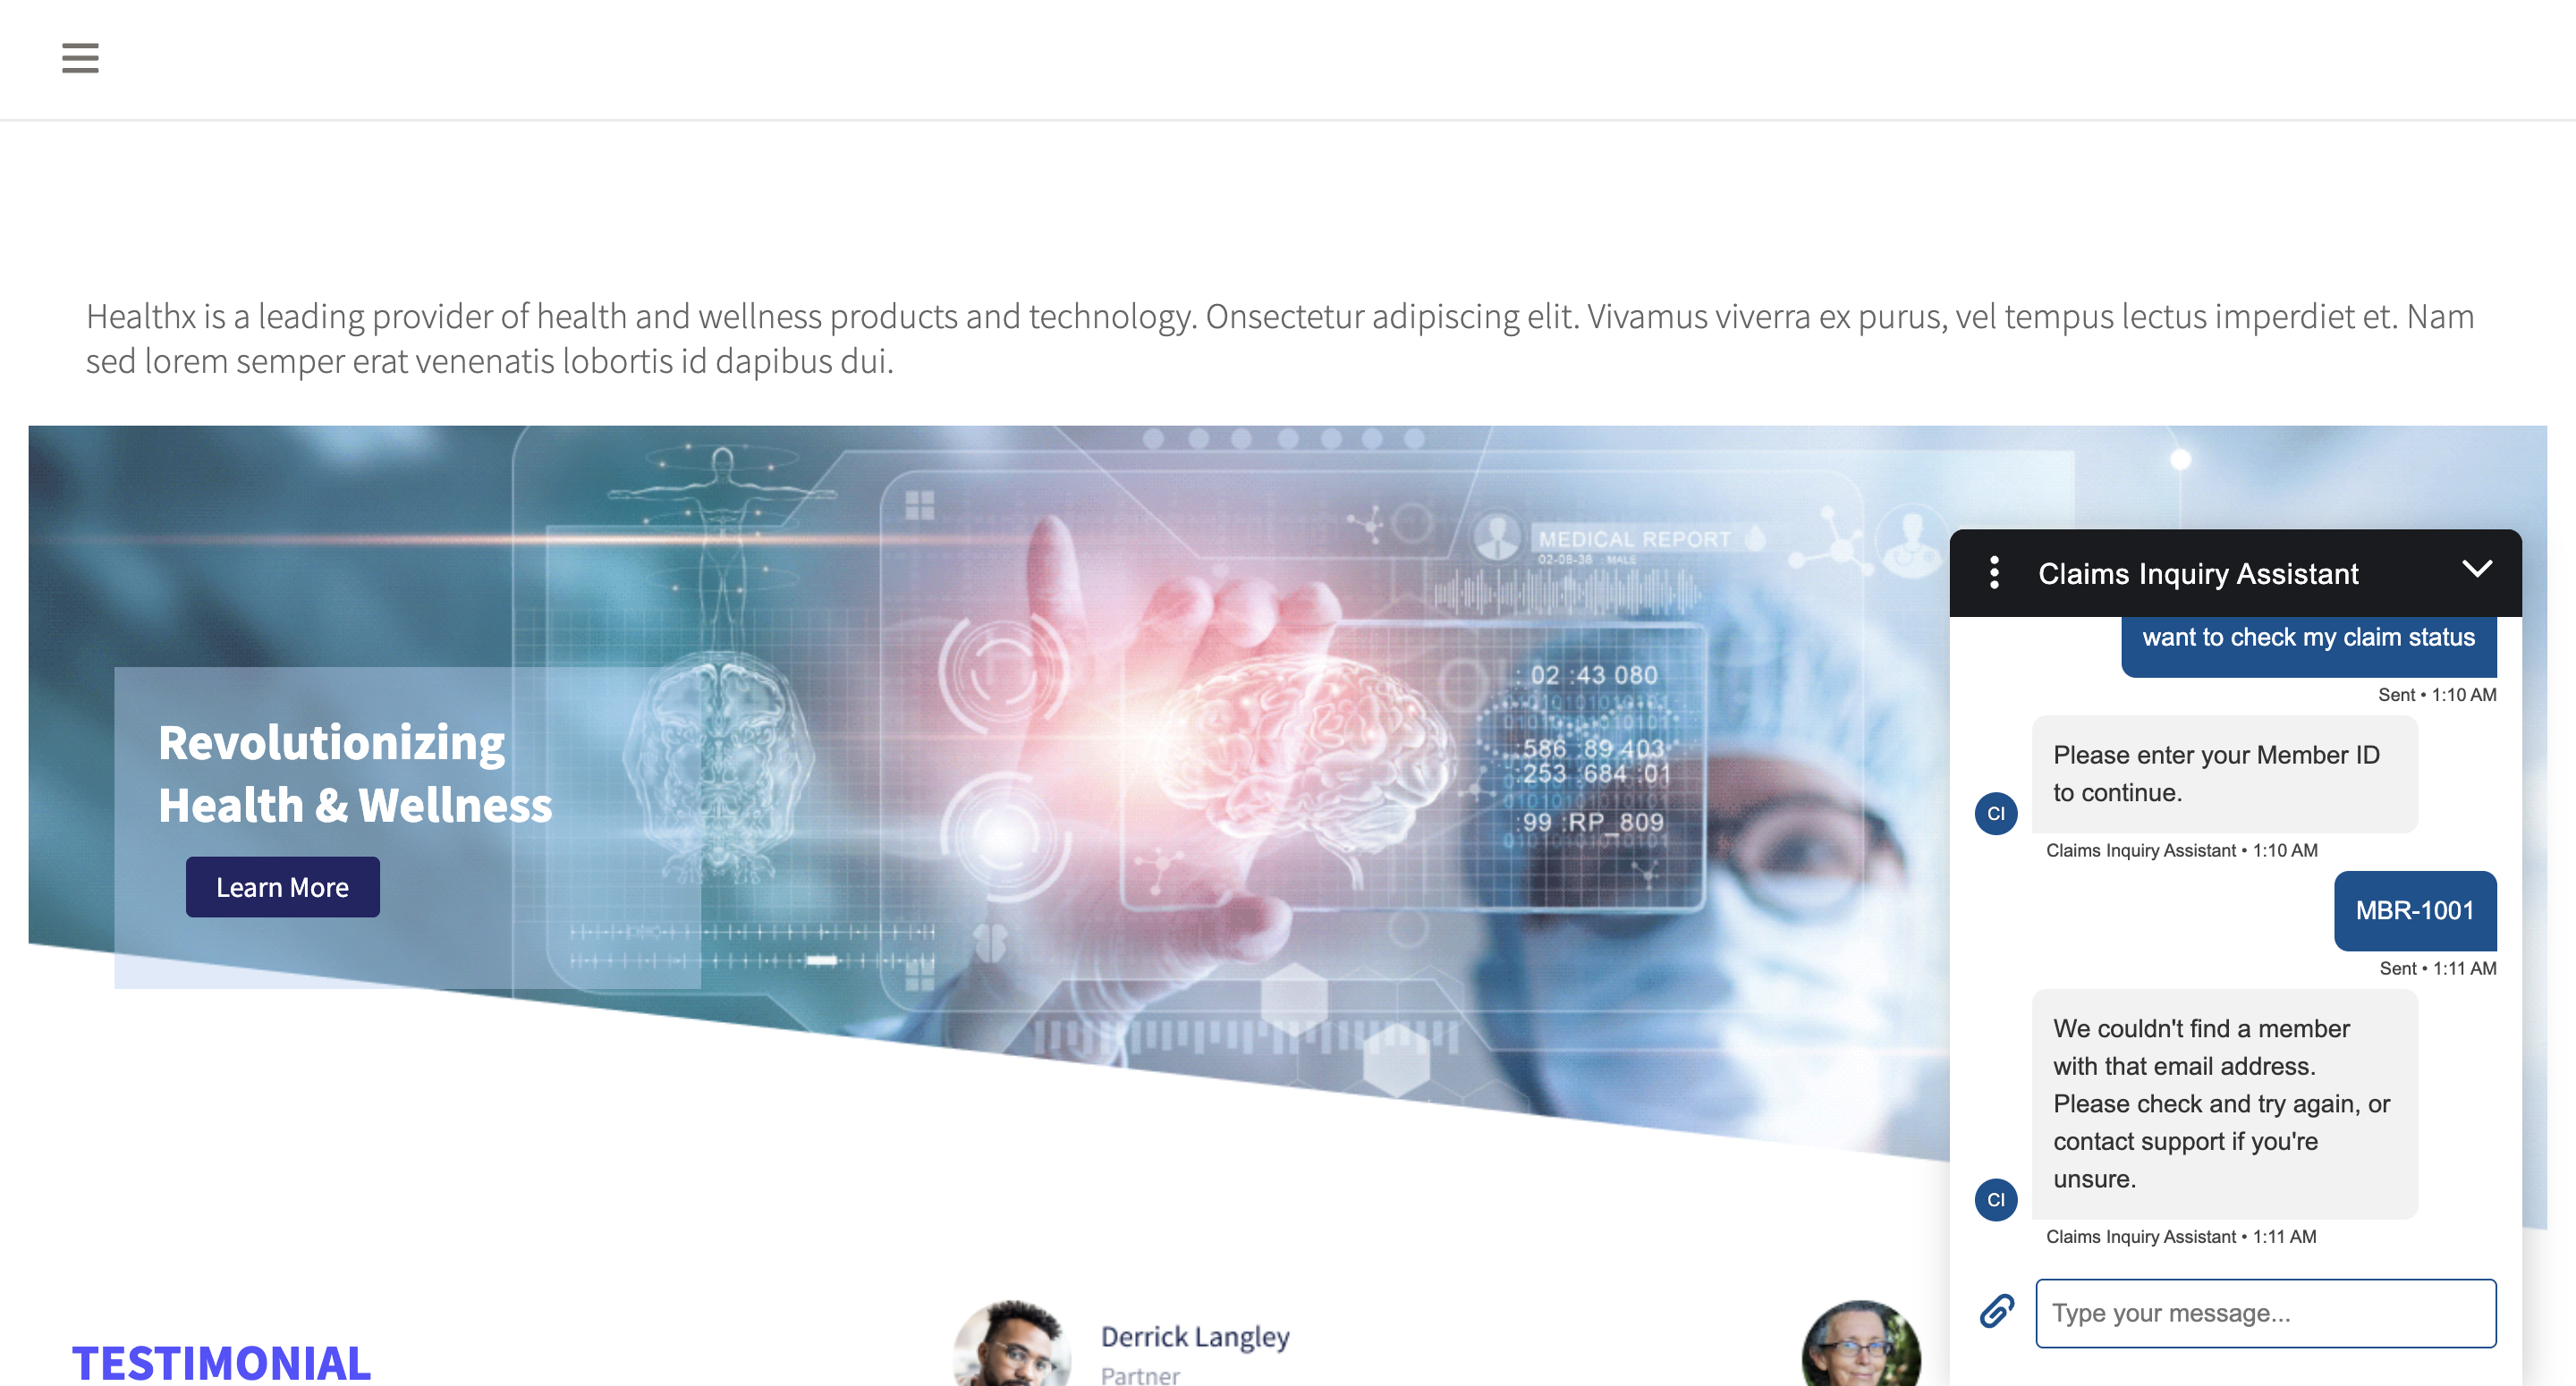 Healthx is a leading provider of health and wellness products and technology. Onsectetur adipiscing elit. Vivamus viverra ex purus, vel tempus lectus imperdiet et. Nam
sed lorem semper erat venenatis lobortis id dapibus dui.
MEDICAL REPORT
02-08-38 : MALE
: 02 :43 080
:586 :89 403
:253 :684 :01
:99 :RP_809
Revolutionizing
Health & Wellness
Learn More
Claims Inquiry Assistant
want to check my claim status
Sent • 1:10 AM
Please enter your Member ID
to continue.
CI
Claims Inquiry Assistant • 1:10 AM
MBR-1001
Sent • 1:11 AM
We couldn't find a member
with that email address.
Please check and try again, or
contact support if you're
unsure.
CI
Claims Inquiry Assistant • 1:11 AM
Type your message...
TESTIMONIAL
Derrick Langley
Partner